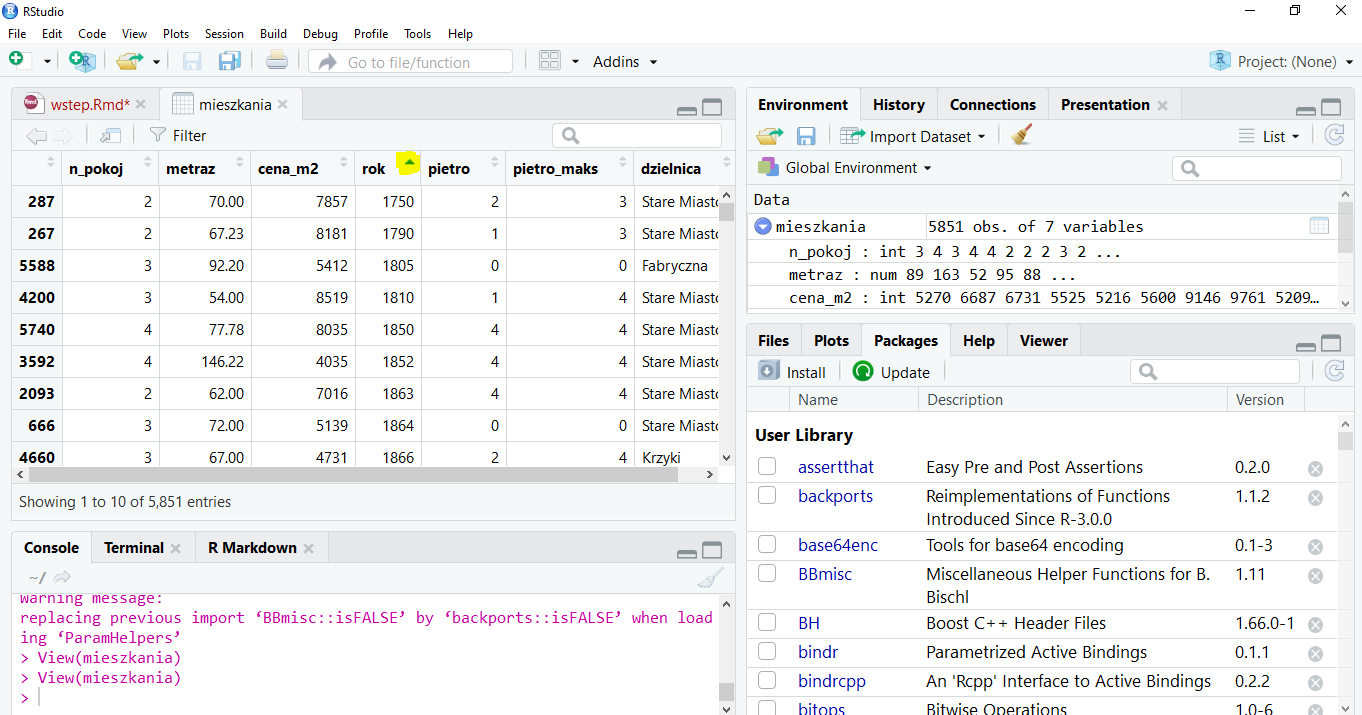 RStudio
File Edit Code View Plots Session Build Debug Profile Tools Help
Go to file/function Addins Project: (None)
wstep.Rmd* mieszkania
Filter
n_pokoj metraz cena_m2 rok pietro pietro_maks dzielnica
287 2 70.00 7857 1750 2 3 Stare Miasto
267 2 67.23 8181 1790 1 3 Stare Miasto
5588 3 92.20 5412 1805 0 0 Fabryczna
4200 3 54.00 8519 1810 1 4 Stare Miasto
5740 4 77.78 8035 1850 4 4 Stare Miasto
3592 4 146.22 4035 1852 4 4 Stare Miasto
2093 2 62.00 7016 1863 4 4 Stare Miasto
666 3 72.00 5139 1864 0 0 Stare Miasto
4660 3 67.00 4731 1866 2 4 Krzyki
Showing 1 to 10 of 5,851 entries
Console Terminal R Markdown
~/
Warning message:
replacing previous import ‘BBmisc::isFALSE’ by ‘backports::isFALSE’ when load
ing ‘ParamHelpers’
> View(mieszkania)
> View(mieszkania)
>
Environment History Connections Presentation
Import Dataset List
Global Environment
Data
mieszkania 5851 obs. of 7 variables
n_pokoj : int 3 4 3 4 4 2 2 2 3 2 ...
metraz : num 89 163 52 95 88 ...
cena_m2 : int 5270 6687 6731 5525 5216 5600 9146 9761 5209…
Files Plots Packages Help Viewer
Install Update
Name Description Version
User Library
assertthat Easy Pre and Post Assertions 0.2.0
backports Reimplementations of Functions 1.1.2
Introduced Since R-3.0.0
base64enc Tools for base64 encoding 0.1-3
BBmisc Miscellaneous Helper Functions for B. 1.11
Bischl
BH Boost C++ Header Files 1.66.0-1
bindr Parametrized Active Bindings 0.1.1
bindrcpp An 'Rcpp' Interface to Active Bindings 0.2.2
bitops Bitwise Operations 1.0-6